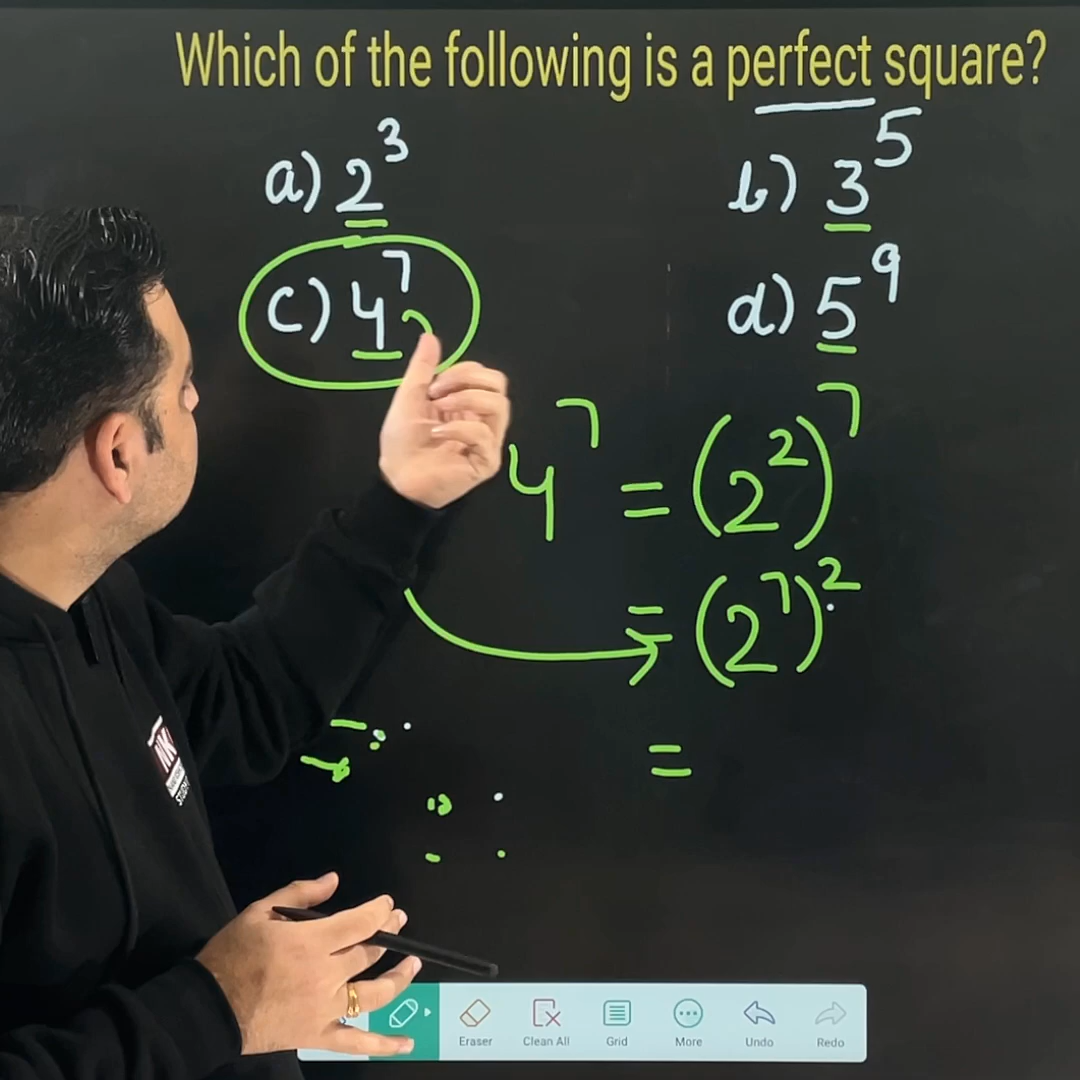 Which of the following is a perfect square?
a) 2³ b) 3⁵
c) 4⁷ d) 5⁹
4⁷ = (2²)⁷
= (2⁷)²
=
NK
Eraser Clean All Grid More Undo Redo